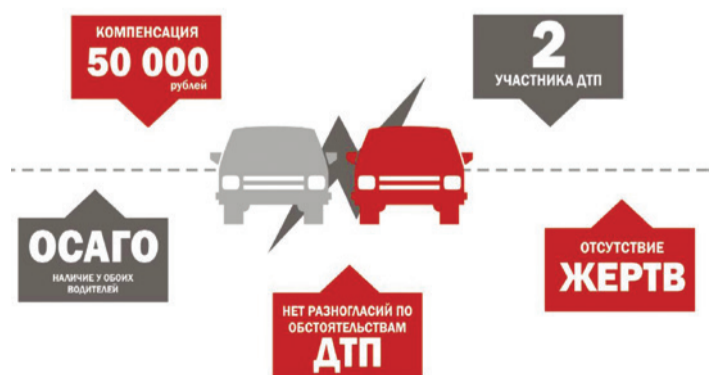 КОМПЕНСАЦИЯ
50 000
рублей
2
УЧАСТНИКА ДТП
ОСАГО
НАЛИЧИЕ У ОБОИХ
ВОДИТЕЛЕЙ
НЕТ РАЗНОГЛАСИЙ ПО
ОБСТОЯТЕЛЬСТВАМ
ДТП
ОТСУТСТВИЕ
ЖЕРТВ